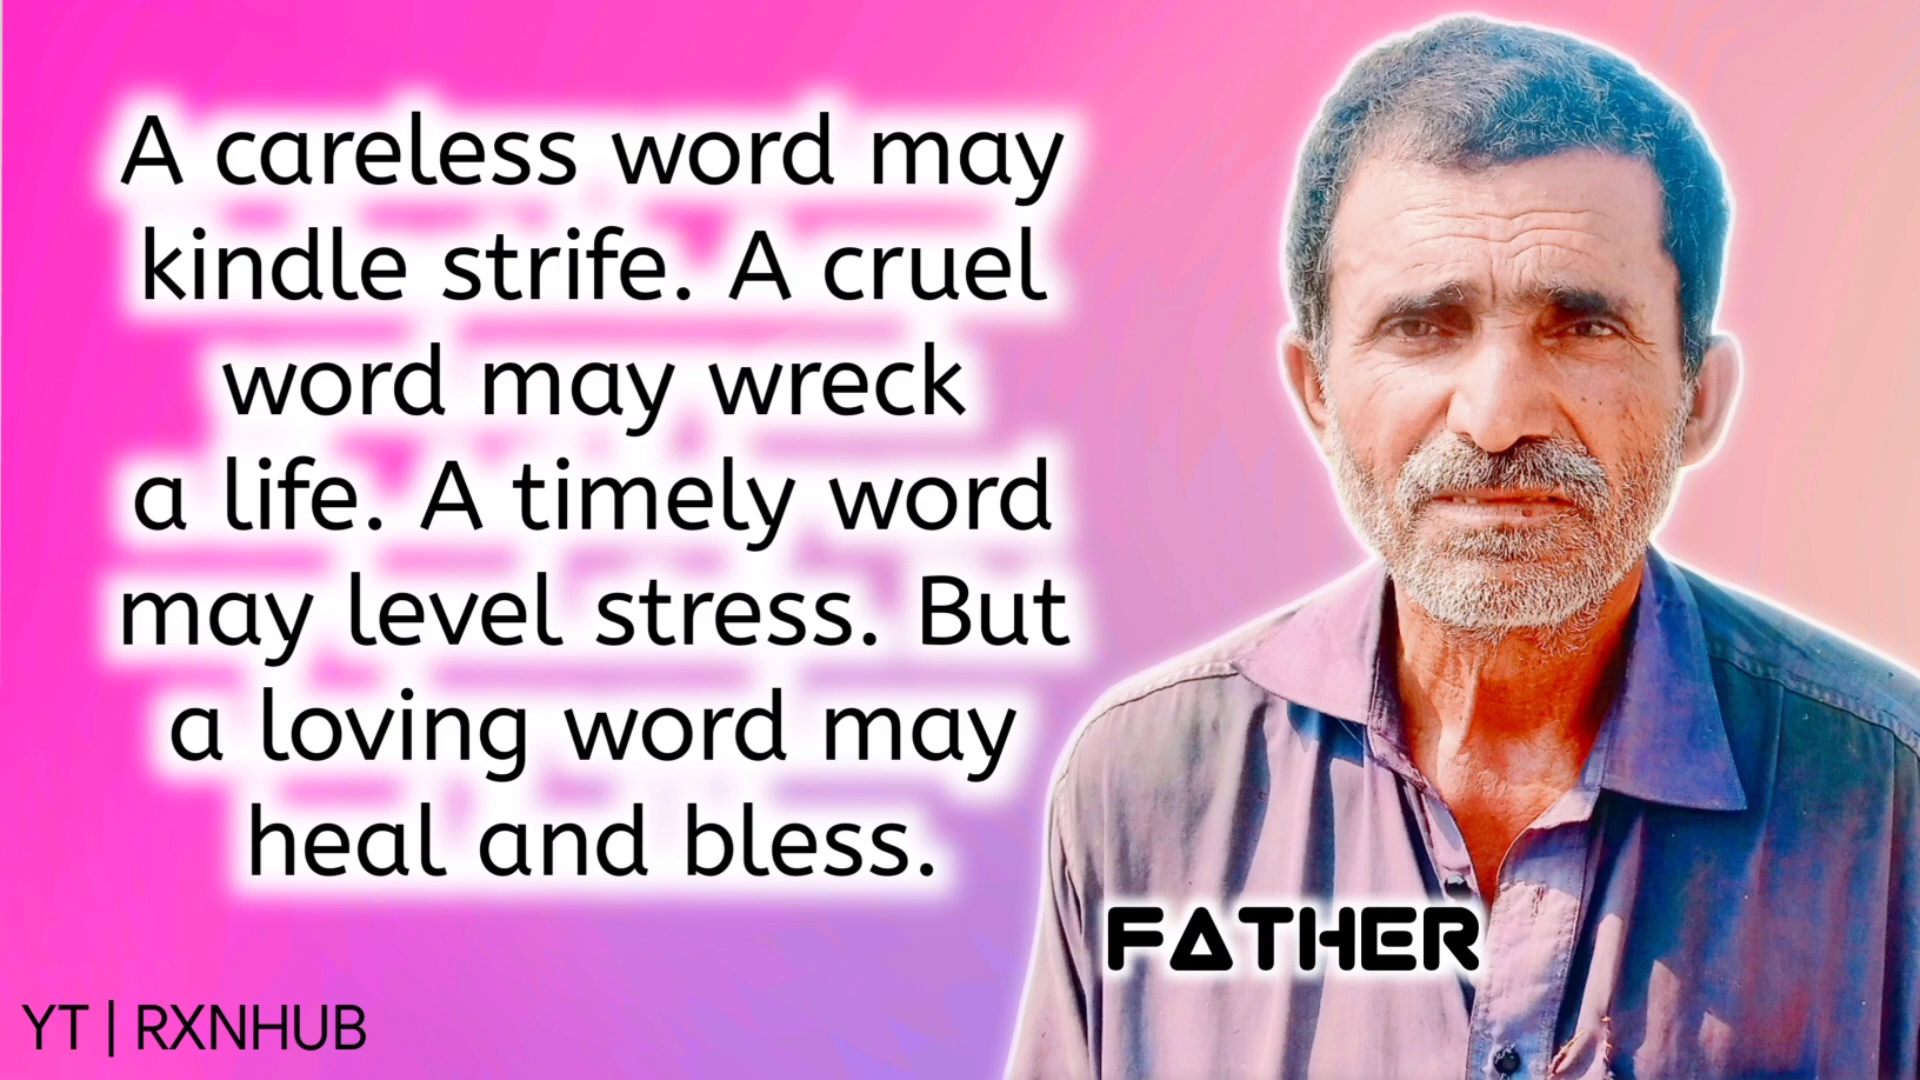 A careless word may
kindle strife. A cruel
word may wreck
a life. A timely word
may level stress. But
a loving word may
heal and bless.
FATHER
YT | RXNHUB